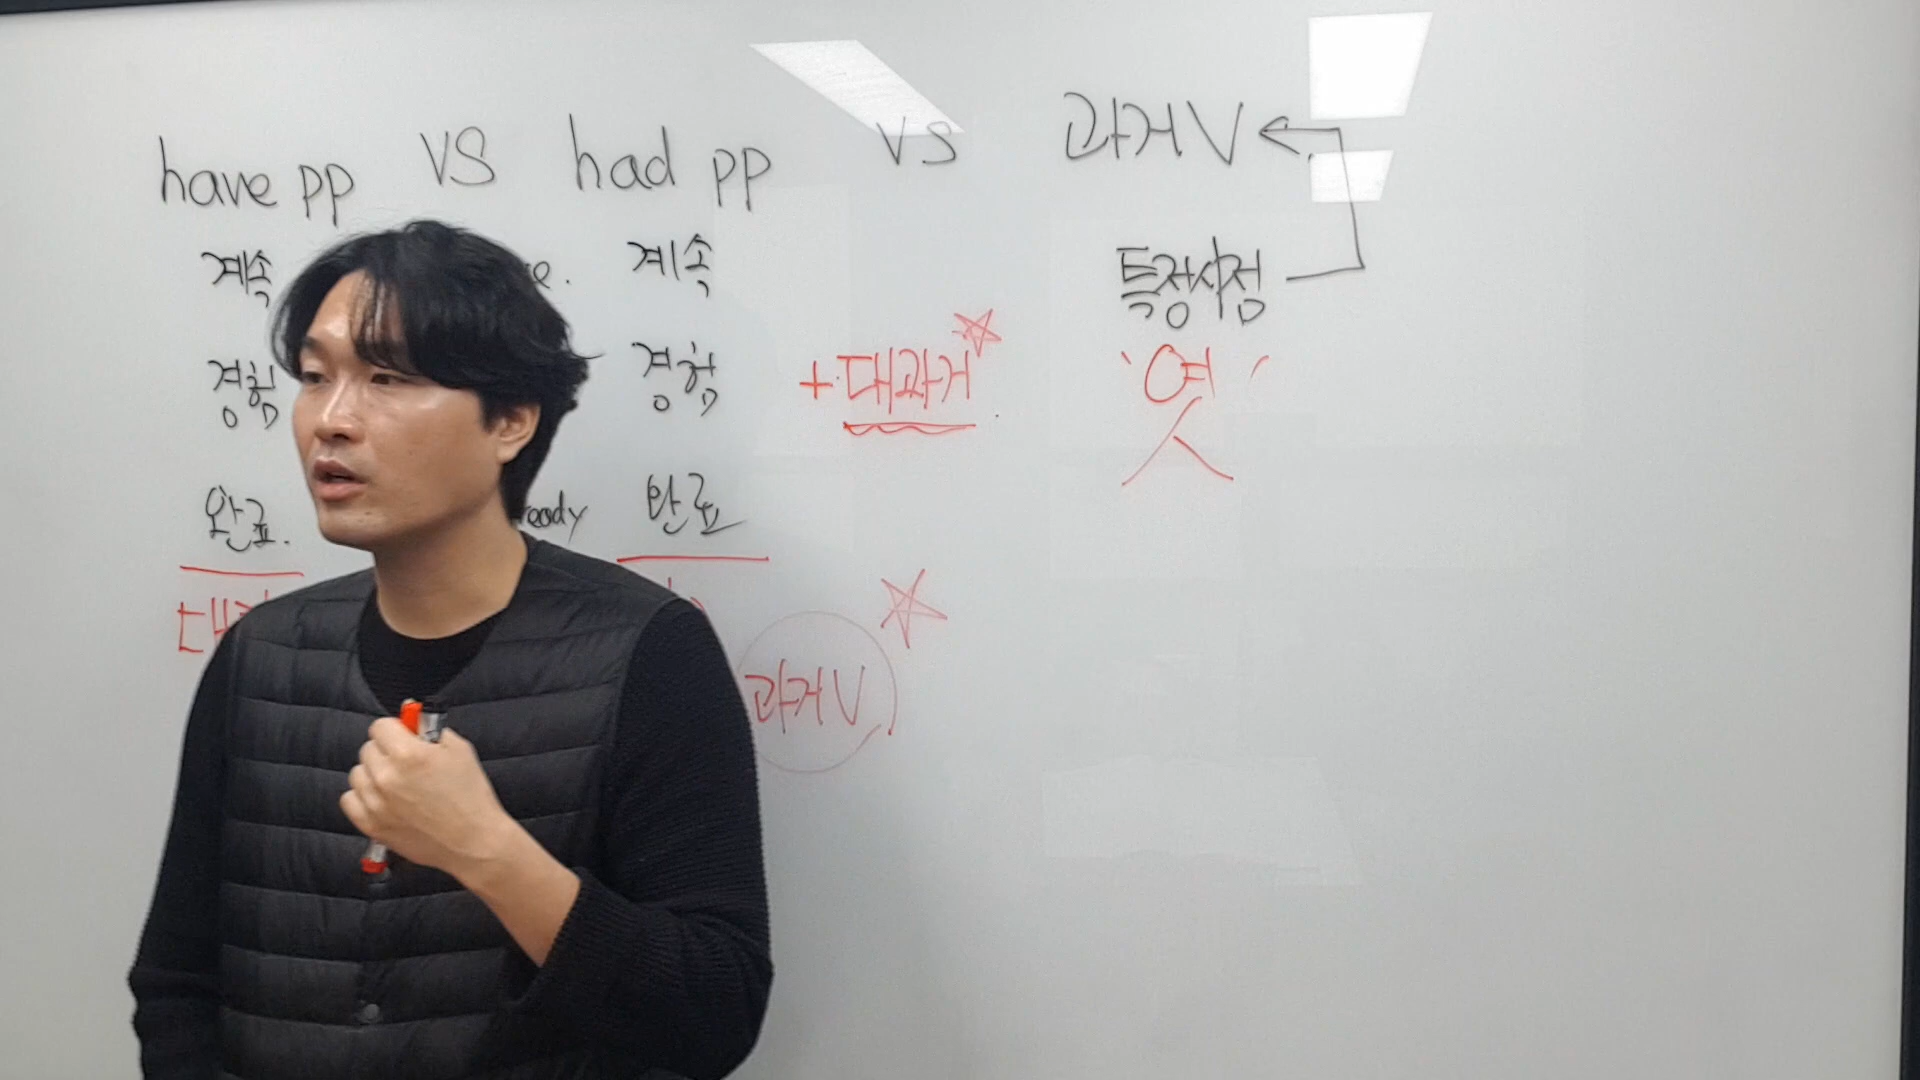 have pp VS had pp VS 과거V
계속 계속 특정시점
경험 경험 +대과거 '여'
ㅅ
완료. ready 완료
과거V